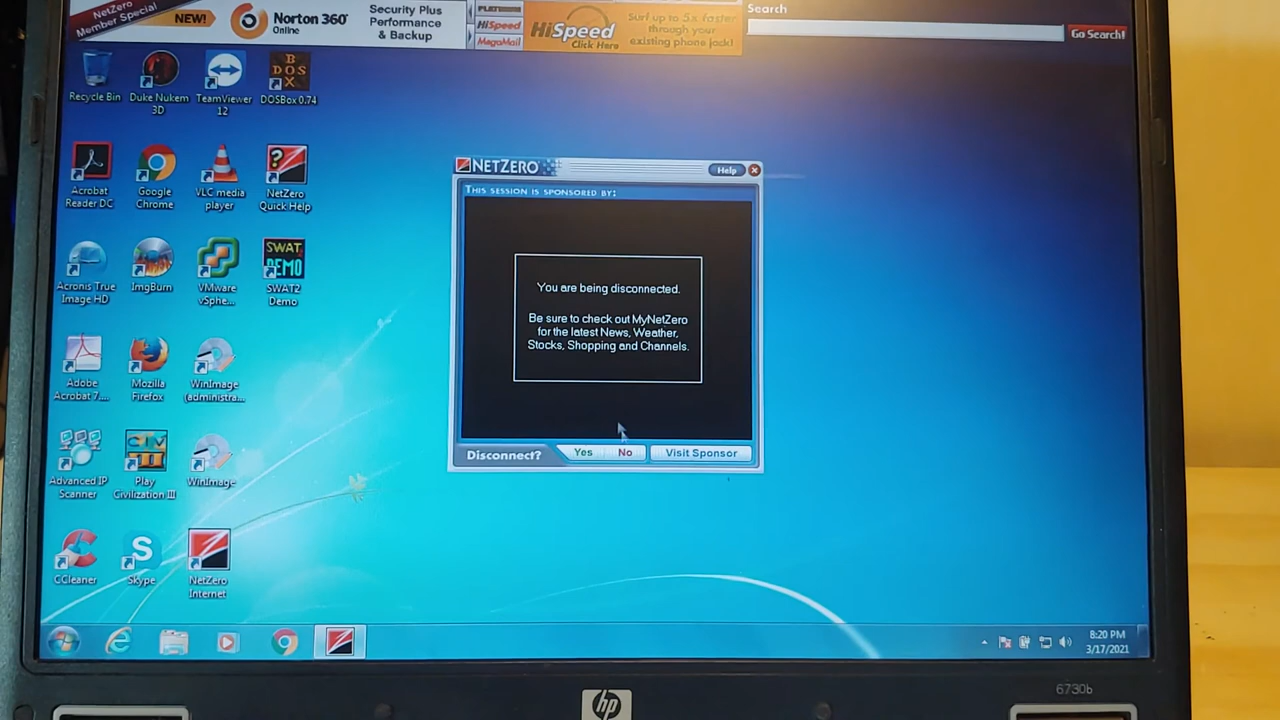 NetZero
Member Special
NEW!
Norton 360
Online
Security Plus
Performance
& Backup
PLATINUM
HiSpeed
MegaMail
HiSpeed
Click Here
Surf up to 5x faster
through your
existing phone jack!
Search
Go Search!
Recycle Bin
Duke Nukem
3D
TeamViewer
12
BOX
DOS
DOSBox 0.74
Acrobat
Reader DC
Google
Chrome
VLC media
player
?
NetZero
Quick Help
Acronis True
Image HD
ImgBurn
VMware
vSphe...
SWAT
DEMO
SWAT2
Demo
Adobe
Acrobat 7....
Mozilla
Firefox
WinImage
(administra...
Advanced IP
Scanner
CIV
III
Play
Civilization III
WinImage
CCleaner
S
Skype
NetZero
Internet
NETZERO
Help
THIS SESSION IS SPONSORED BY:
You are being disconnected.
Be sure to check out MyNetZero
for the latest News, Weather,
Stocks, Shopping and Channels.
Disconnect?
Yes
No
Visit Sponsor
8:20 PM
3/17/2021
hp
6730b